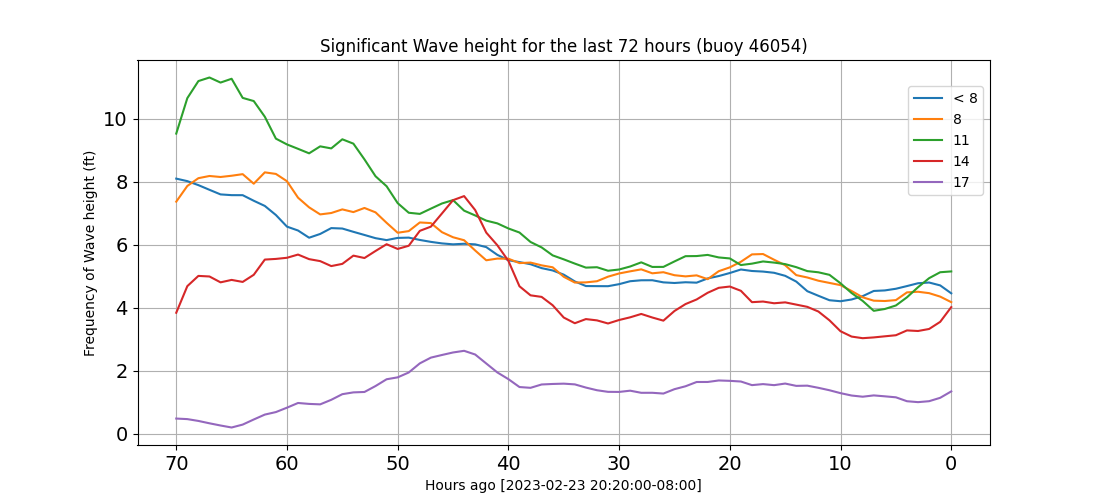 Significant Wave height for the last 72 hours (buoy 46054)
Frequency of Wave height (ft)
10
8
6
4
2
0
< 8
8
11
14
17
70 60 50 40 30 20 10 0
Hours ago [2023-02-23 20:20:00-08:00]